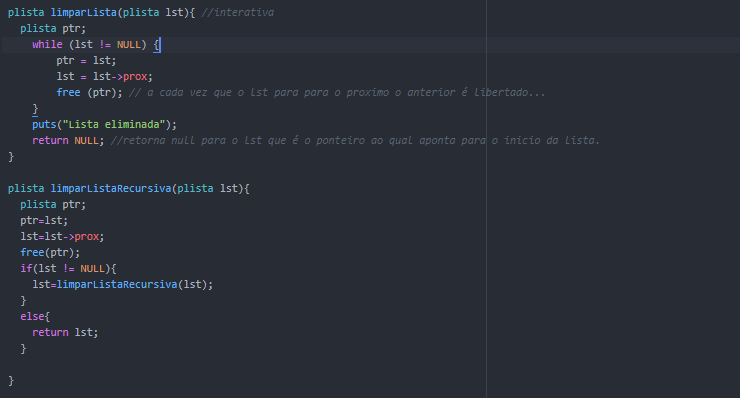 plista limparLista(plista lst){ //interativa
plista ptr;
while (lst != NULL) {
ptr = lst;
lst = lst->prox;
free (ptr); // a cada vez que o lst para para o proximo o anterior é libertado...
}
puts("Lista eliminada");
return NULL; //retorna null para o lst que é o ponteiro ao qual aponta para o inicio da lista.
}
plista limparListaRecursiva(plista lst){
plista ptr;
ptr=lst;
lst=lst->prox;
free(ptr);
if(lst != NULL){
lst=limparListaRecursiva(lst);
}
else{
return lst;
}
}